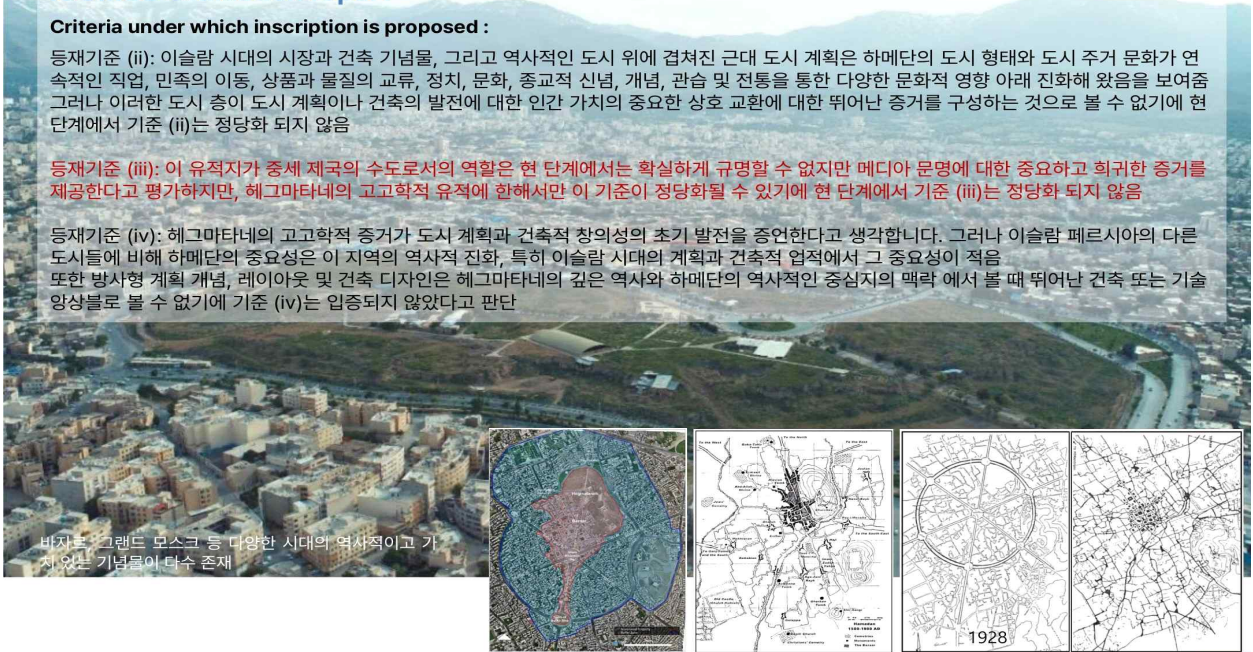 Criteria under which inscription is proposed :
등재기준 (ii): 이슬람 시대의 시장과 건축 기념물, 그리고 역사적인 도시 위에 겹쳐진 근대 도시 계획은 하메단의 도시 형태와 도시 주거 문화가 연
속적인 직업, 민족의 이동, 상품과 물질의 교류, 정치, 문화, 종교적 신념, 개념, 관습 및 전통을 통한 다양한 문화적 영향 아래 진화해 왔음을 보여줌
그러나 이러한 도시 층이 도시 계획이나 건축의 발전에 대한 인간 가치의 중요한 상호 교환에 대한 뛰어난 증거를 구성하는 것으로 볼 수 없기에 현
단계에서 기준 (ii)는 정당화 되지 않음
등재기준 (iii): 이 유적지가 중세 제국의 수도로서의 역할은 현 단계에서는 확실하게 규명할 수 없지만 메디아 문명에 대한 중요하고 희귀한 증거를
제공한다고 평가하지만, 헤그마타네의 고고학적 유적에 한해서만 이 기준이 정당화될 수 있기에 현 단계에서 기준 (iii)는 정당화 되지 않음
등재기준 (iv): 헤그마타네의 고고학적 증거가 도시 계획과 건축적 창의성의 초기 발전을 증언한다고 생각합니다. 그러나 이슬람 페르시아의 다른
도시들에 비해 하메단의 중요성은 이 지역의 역사적 진화, 특히 이슬람 시대의 계획과 건축적 업적에서 그 중요성이 적음
또한 방사형 계획 개념, 레이아웃 및 건축 디자인은 헤그마타네의 깊은 역사와 하메단의 역사적인 중심지의 맥락 에서 볼 때 뛰어난 건축 또는 기술
앙상블로 볼 수 없기에 기준 (iv)는 입증되지 않았다고 판단
바자르, 그랜드 모스크 등 다양한 시대의 역사적이고 가
치 있는 기념물이 다수 존재
To the West
To the North
To the East
To the South East
Hamedan
The Bazaar
1928